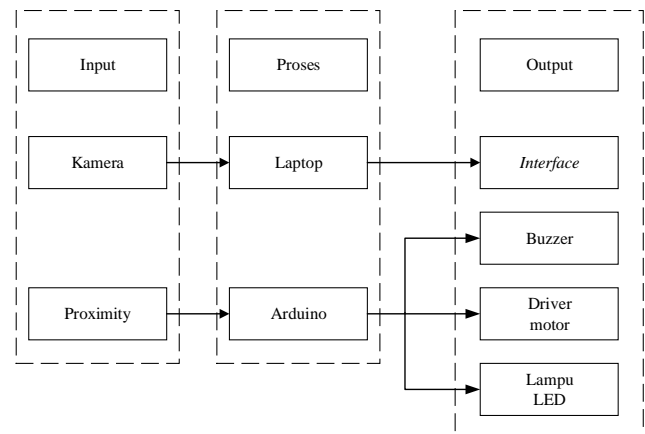 Input
Proses
Output
Kamera
Laptop
Interface
Buzzer
Proximity
Arduino
Driver
motor
Lampu
LED